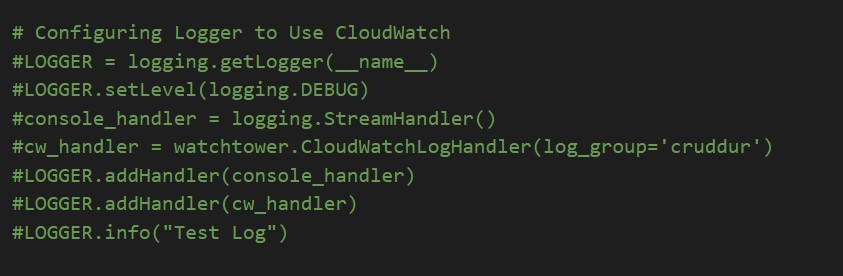 # Configuring Logger to Use CloudWatch
#LOGGER = logging.getLogger(__name__)
#LOGGER.setLevel(logging.DEBUG)
#console_handler = logging.StreamHandler()
#cw_handler = watchtower.CloudWatchLogHandler(log_group='cruddur')
#LOGGER.addHandler(console_handler)
#LOGGER.addHandler(cw_handler)
#LOGGER.info("Test Log")